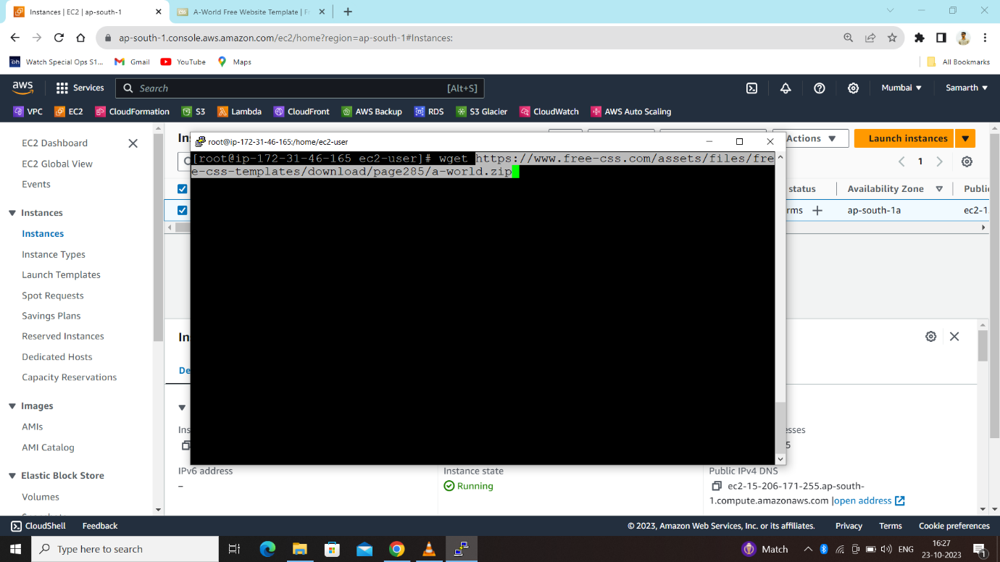 Instances | EC2 | ap-south-1
A-World Free Website Template | Fr
ap-south-1.console.aws.amazon.com/ec2/home?region=ap-south-1#Instances:
Watch Special Ops S1...
Gmail
YouTube
Maps
All Bookmarks
aws
Services
Search
[Alt+S]
Mumbai
Samarth
VPC
EC2
CloudFormation
S3
Lambda
CloudFront
AWS Backup
RDS
S3 Glacier
CloudWatch
AWS Auto Scaling
EC2 Dashboard
EC2 Global View
Events
Instances
Instances
Instance Types
Launch Templates
Spot Requests
Savings Plans
Reserved Instances
Dedicated Hosts
Capacity Reservations
Images
AMIs
AMI Catalog
Elastic Block Store
Volumes
Ins
Actions
Launch instances
1
status
Availability Zone
Publi
rms
ap-south-1a
ec2-1
root@ip-172-31-46-165:/home/ec2-user
[root@ip-172-31-46-165 ec2-user]# wget https://www.free-css.com/assets/files/fre
e-css-templates/download/page285/a-world.zip
In
De
Ins
esses
5
IPv6 address
–
Instance state
Running
Public IPv4 DNS
ec2-15-206-171-255.ap-south-
1.compute.amazonaws.com |open address
CloudShell
Feedback
© 2023, Amazon Web Services, Inc. or its affiliates.
Privacy
Terms
Cookie preferences
Type here to search
Match
ENG
16:27
23-10-2023
1